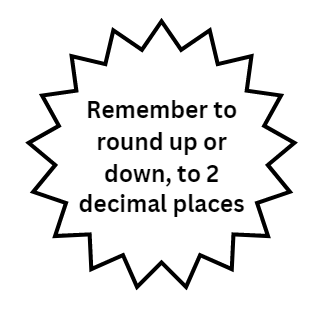 Remember to
round up or
down, to 2
decimal places